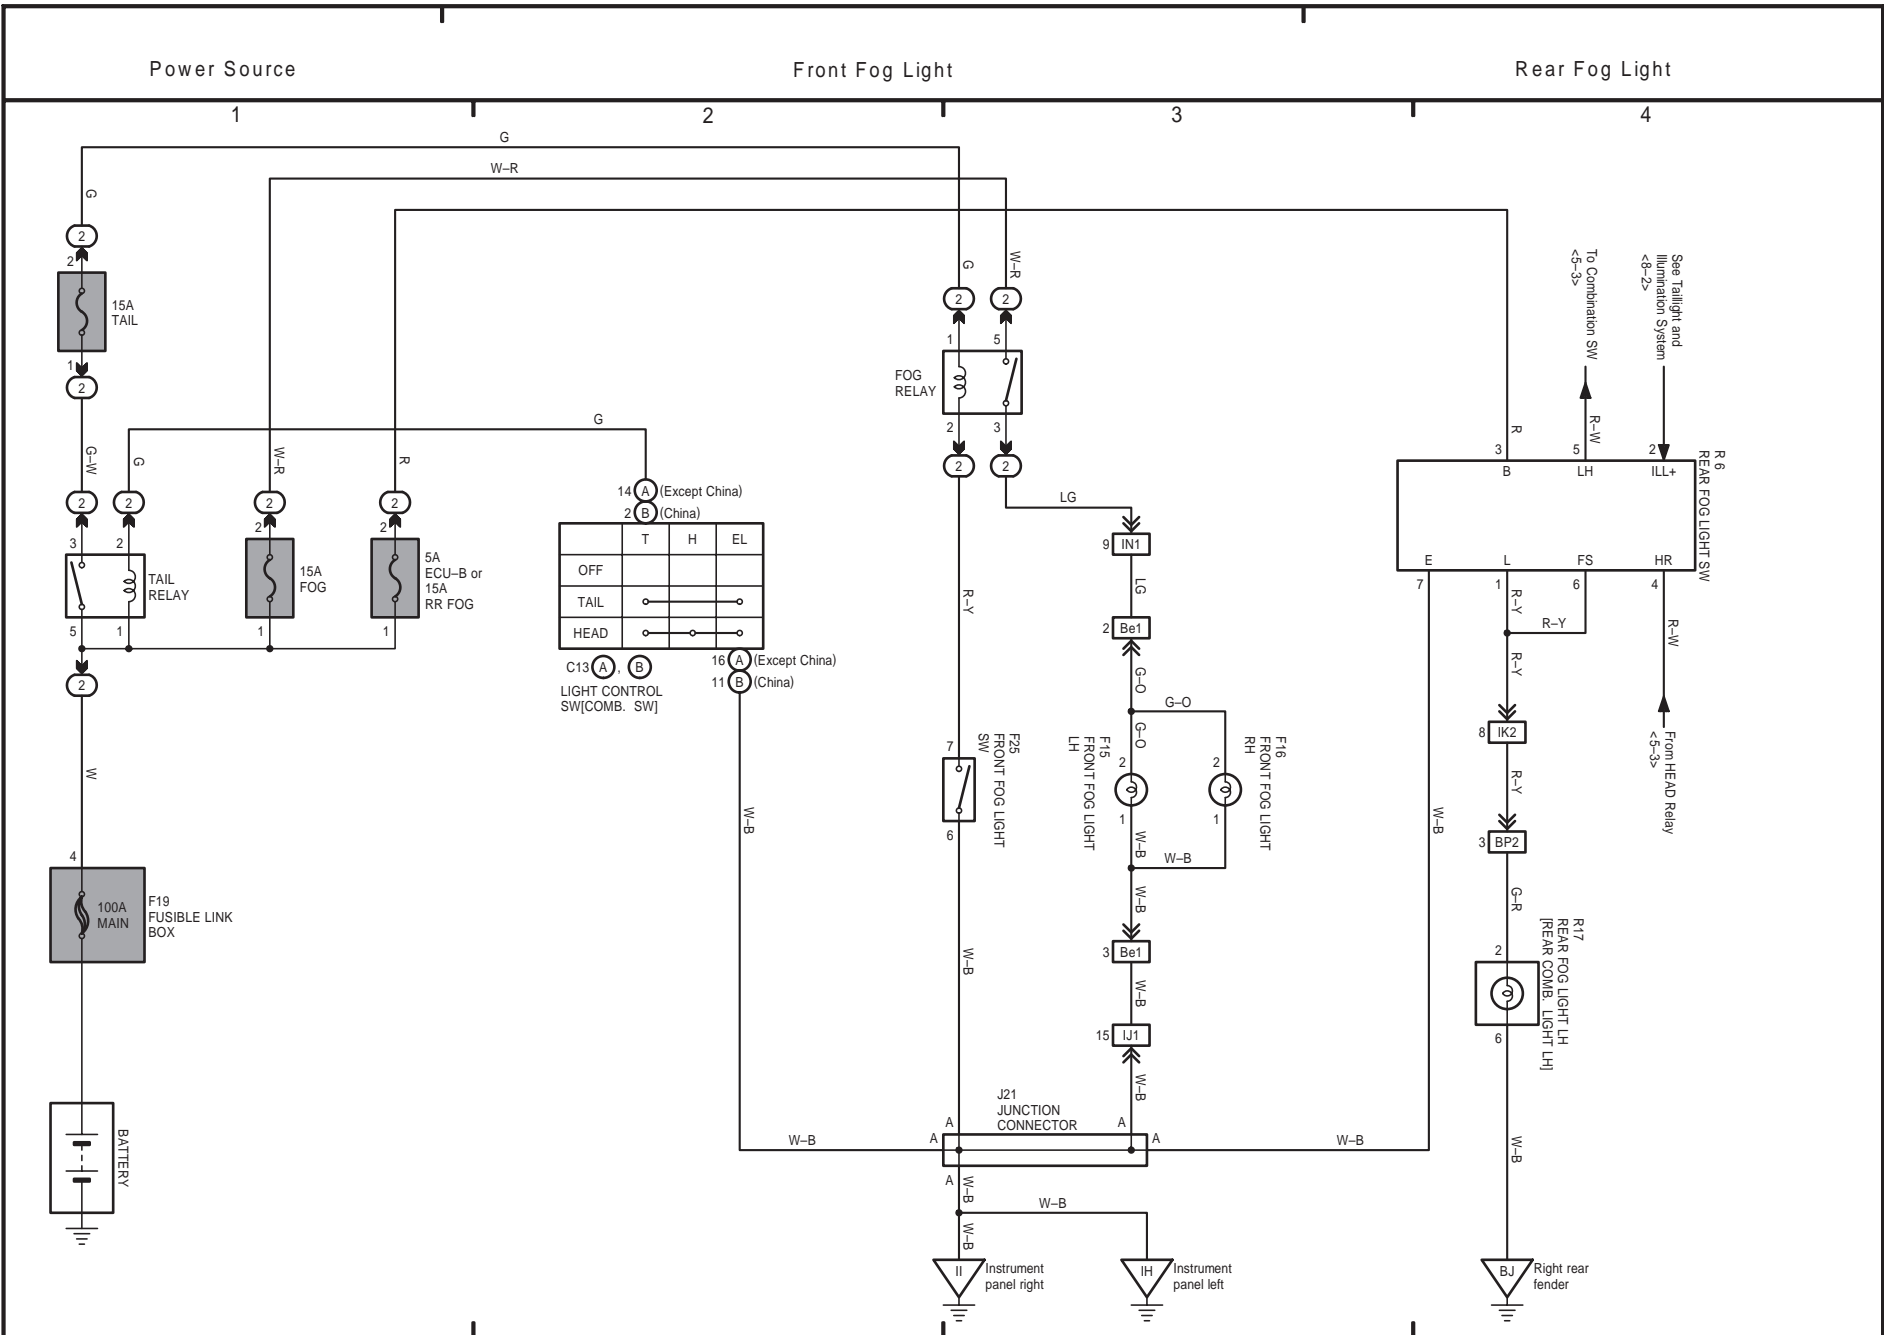 Power Source
Front Fog Light
Rear Fog Light
1
2
3
4
G
W–R
G
2
2
15A
TAIL
1
2
G–W
G
G
W–R
R
2
2
2
2
3
2
2
2
TAIL
RELAY
15A
FOG
5A
ECU–B or
15A
RR FOG
5
1
1
1
2
W
4
100A
MAIN
F19
FUSIBLE LINK
BOX
BATTERY
14 A (Except China)
2 B (China)
T H EL
OFF
TAIL
HEAD
16 A (Except China)
11 B (China)
C13 A , B
LIGHT CONTROL
SW[COMB. SW]
W–B
W–B
G
W–R
2
2
1
5
FOG
RELAY
2
3
2
2
R–Y
LG
9 IN1
LG
2 Be1
G–O
G–O
G–O
7
F25
FRONT FOG LIGHT
SW
6
2
F15
FRONT FOG LIGHT
LH
1
2
F16
FRONT FOG LIGHT
RH
1
W–B
W–B
W–B
3 Be1
W–B
W–B
15 IJ1
W–B
J21
JUNCTION
CONNECTOR
A
A
A
A
A
W–B
W–B
W–B
W–B
II
Instrument
panel right
IH
Instrument
panel left
To Combination SW
<5–3>
See Taillight and
Illumination System
<8–2>
R
R–W
3
5
2
B
LH
ILL+
R 6
REAR FOG LIGHT SW
E
L
FS
HR
7
1
6
4
R–Y
R–Y
R–W
R–Y
8 IK2
From HEAD Relay
<5–3>
R–Y
W–B
3 BP2
G–R
2
R17
REAR FOG LIGHT LH
[REAR COMB. LIGHT LH]
6
W–B
BJ
Right rear
fender